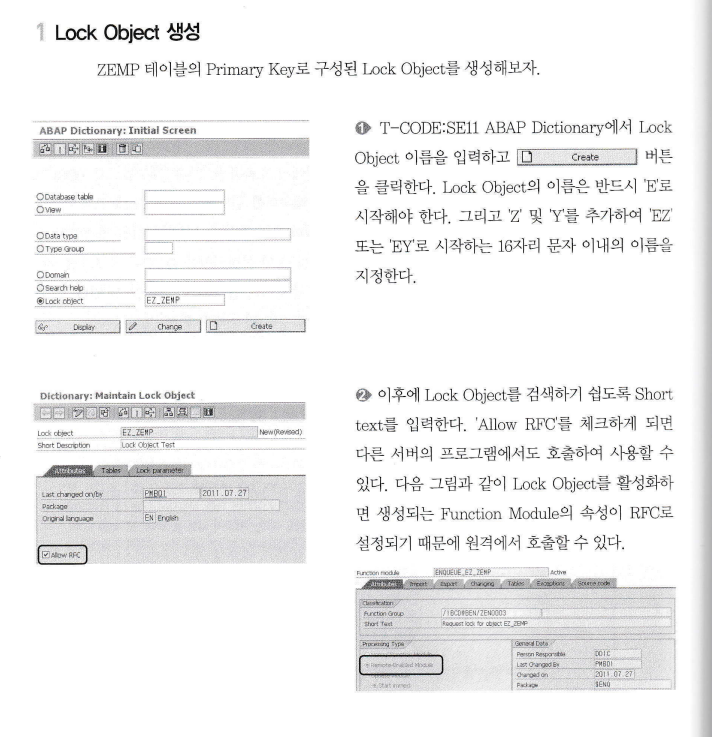 1 Lock Object 생성
ZEMP 테이블의 Primary Key로 구성된 Lock Object를 생성해보자.
ABAP Dictionary: Initial Screen
Database table
View
Data type
Type Group
Domain
Search help
Lock object EZ_ZEMP
Display Change Create
❶ T-CODE:SE11 ABAP Dictionary에서 Lock
Object 이름을 입력하고 Create 버튼
을 클릭한다. Lock Object의 이름은 반드시 'E'로
시작해야 한다. 그리고 'Z' 및 'Y'를 추가하여 'EZ'
또는 'EY'로 시작하는 16자리 문자 이내의 이름을
지정한다.
Dictionary: Maintain Lock Object
Lock object EZ_ZEMP New(Revised)
Short Description Lock Object Test
Attributes Tables Lock parameter
Last changed on/by PMB01 2011.07.27
Package
Original language EN English
Allow RFC
❷ 이후에 Lock Object를 검색하기 쉽도록 Short
text를 입력한다. 'Allow RFC'를 체크하게 되면
다른 서버의 프로그램에서도 호출하여 사용할 수
있다. 다음 그림과 같이 Lock Object를 활성화하
면 생성되는 Function Module의 속성이 RFC로
설정되기 때문에 원격에서 호출할 수 있다.
Function module ENQUEUE_EZ_ZEMP Active
Attributes Import Export Changing Tables Exceptions Source code
Classification
Function Group /1BCDWBEN/ZEN0003
Short Text Request lock for object EZ_ZEMP
Processing Type General Data
Person Responsible DDIC
Remote-Enabled Module Last Changed By PMB01
Changed on 2011.07.27
Start immed. Package $ENQ